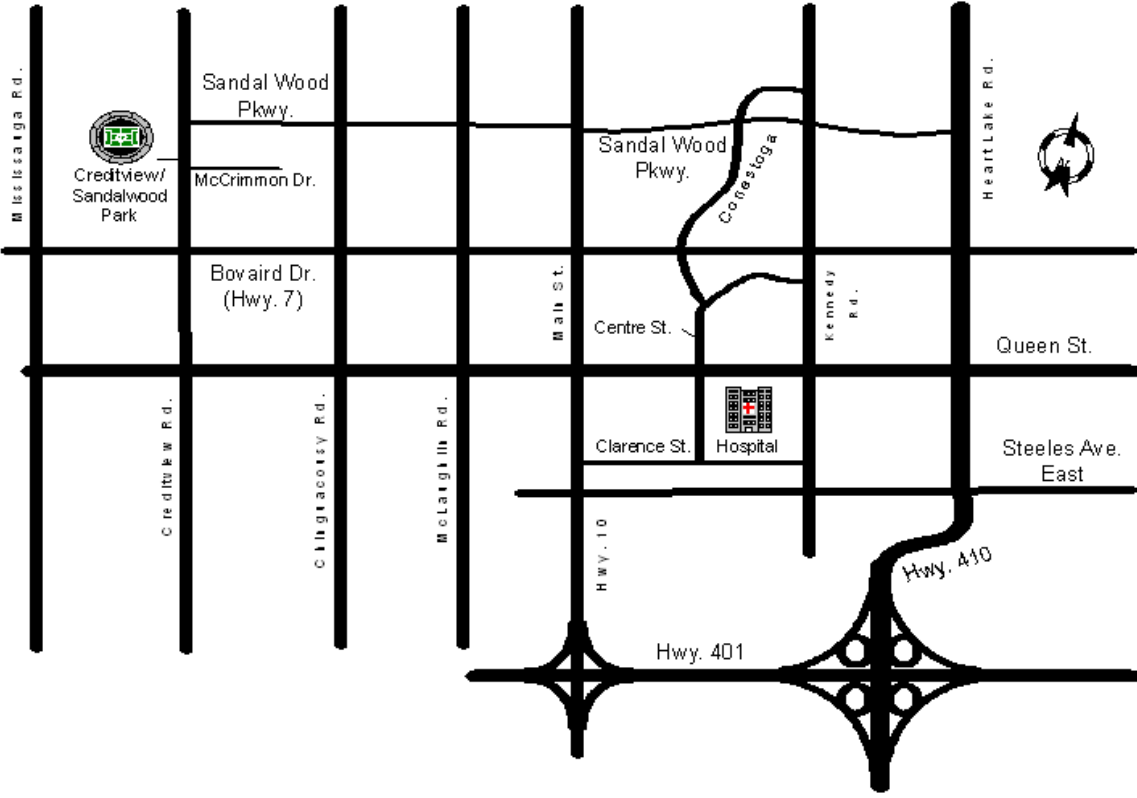 Sandal Wood
Pkwy.
Mississauga Rd.
HeartLake Rd.
Sandal Wood
Pkwy.
Conestoga
Creditview/
Sandalwood
Park
McCrimmon Dr.
Bovaird Dr.
(Hwy. 7)
Main St.
Kennedy
Rd.
Centre St.
Queen St.
Creditview Rd.
Chinguacousy Rd.
McLaughlin Rd.
Clarence St.
Hospital
Steeles Ave.
East
Hwy. 10
Hwy. 410
Hwy. 401